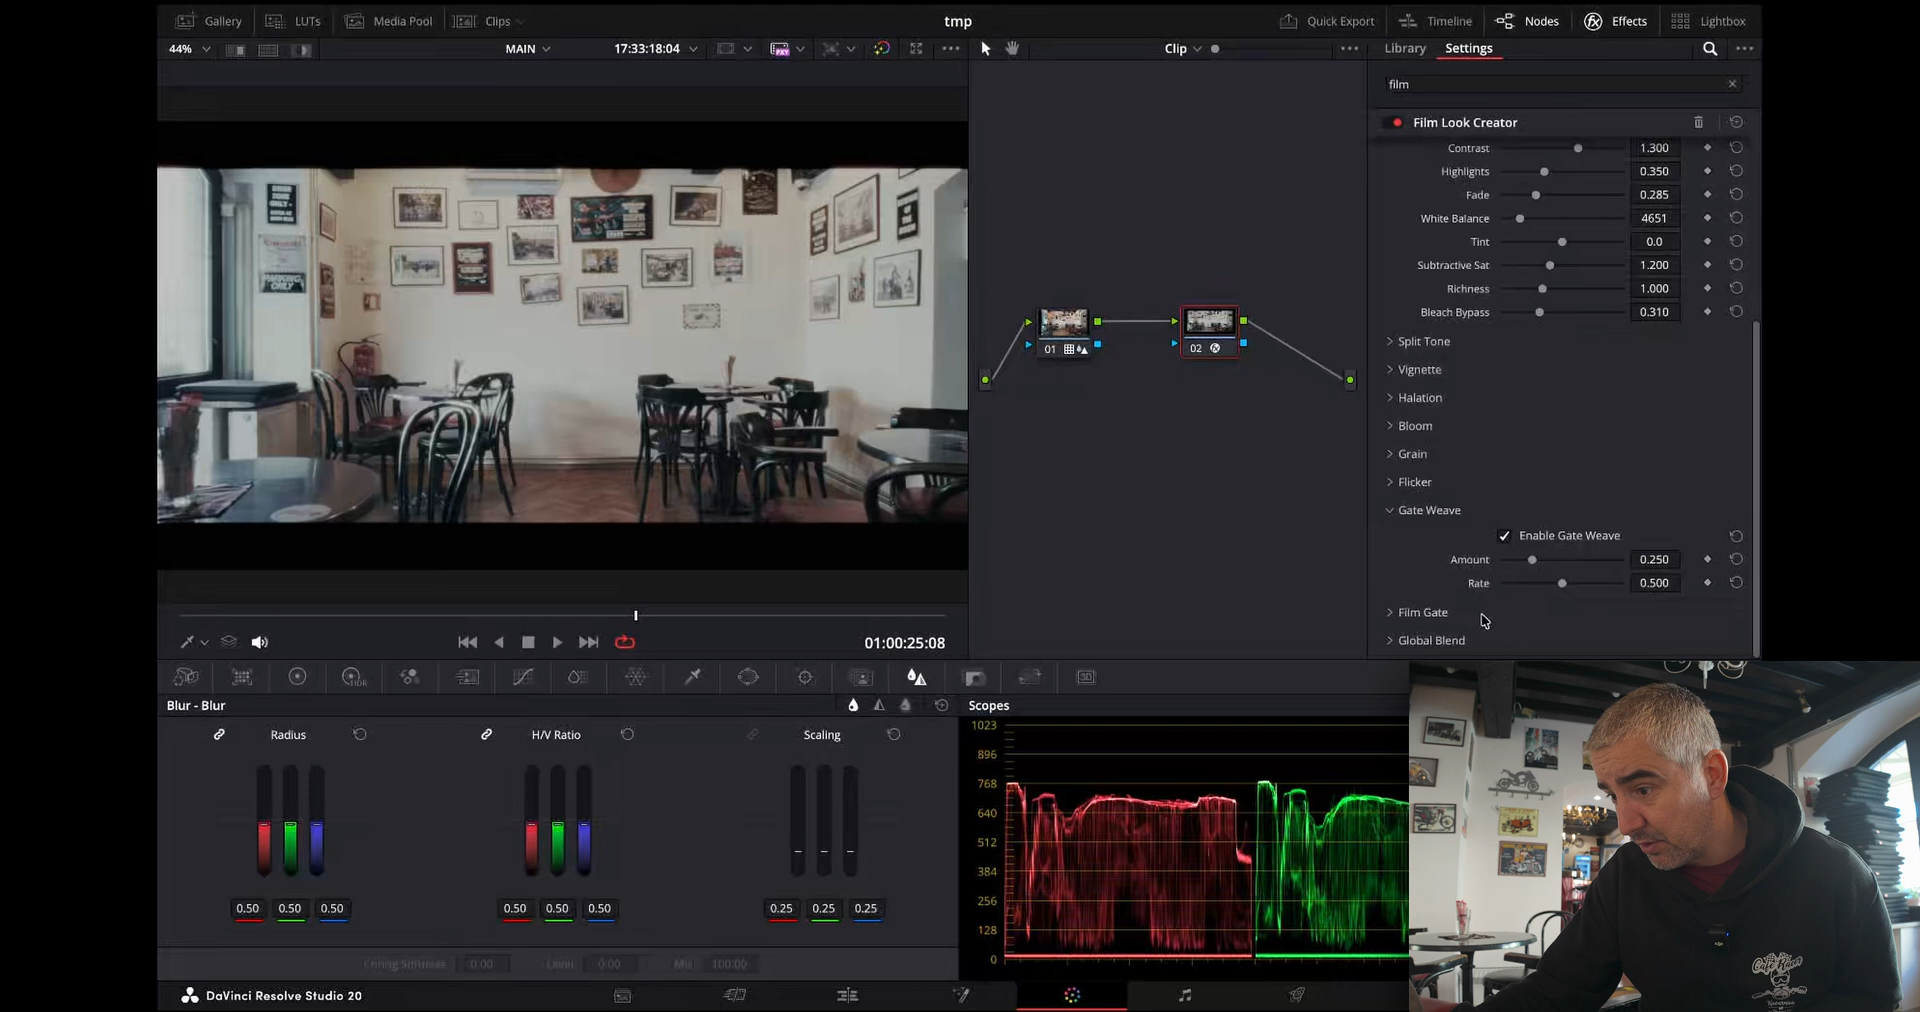 Gallery LUTs Media Pool Clips tmp Quick Export Timeline Nodes Effects Lightbox
44% MAIN 17:33:18:04 Clip Library Settings
film
Film Look Creator
Contrast 1.300
Highlights 0.350
Fade 0.285
White Balance 4651
Tint 0.0
Subtractive Sat 1.200
Richness 1.000
Bleach Bypass 0.310
01 02
Split Tone
Vignette
Halation
Bloom
Grain
Flicker
Gate Weave
Enable Gate Weave
Amount 0.250
Rate 0.500
Film Gate
Global Blend
01:00:25:08
HDR 3D
Blur - Blur Scopes
Radius H/V Ratio Scaling
1023
896
768
640
512
384
256
128
0
0.50 0.50 0.50 0.50 0.50 0.50 0.25 0.25 0.25
Coring Softness 0.00 Level 0.00 Mix 100.00
DaVinci Resolve Studio 20